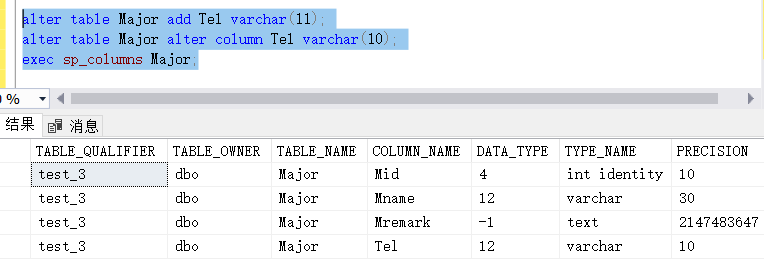 alter table Major add Tel varchar(11);
alter table Major alter column Tel varchar(10);
exec sp_columns Major;
0 %
结果 消息
TABLE_QUALIFIER TABLE_OWNER TABLE_NAME COLUMN_NAME DATA_TYPE TYPE_NAME PRECISION
test_3 dbo Major Mid 4 int identity 10
test_3 dbo Major Mname 12 varchar 30
test_3 dbo Major Mremark -1 text 2147483647
test_3 dbo Major Tel 12 varchar 10